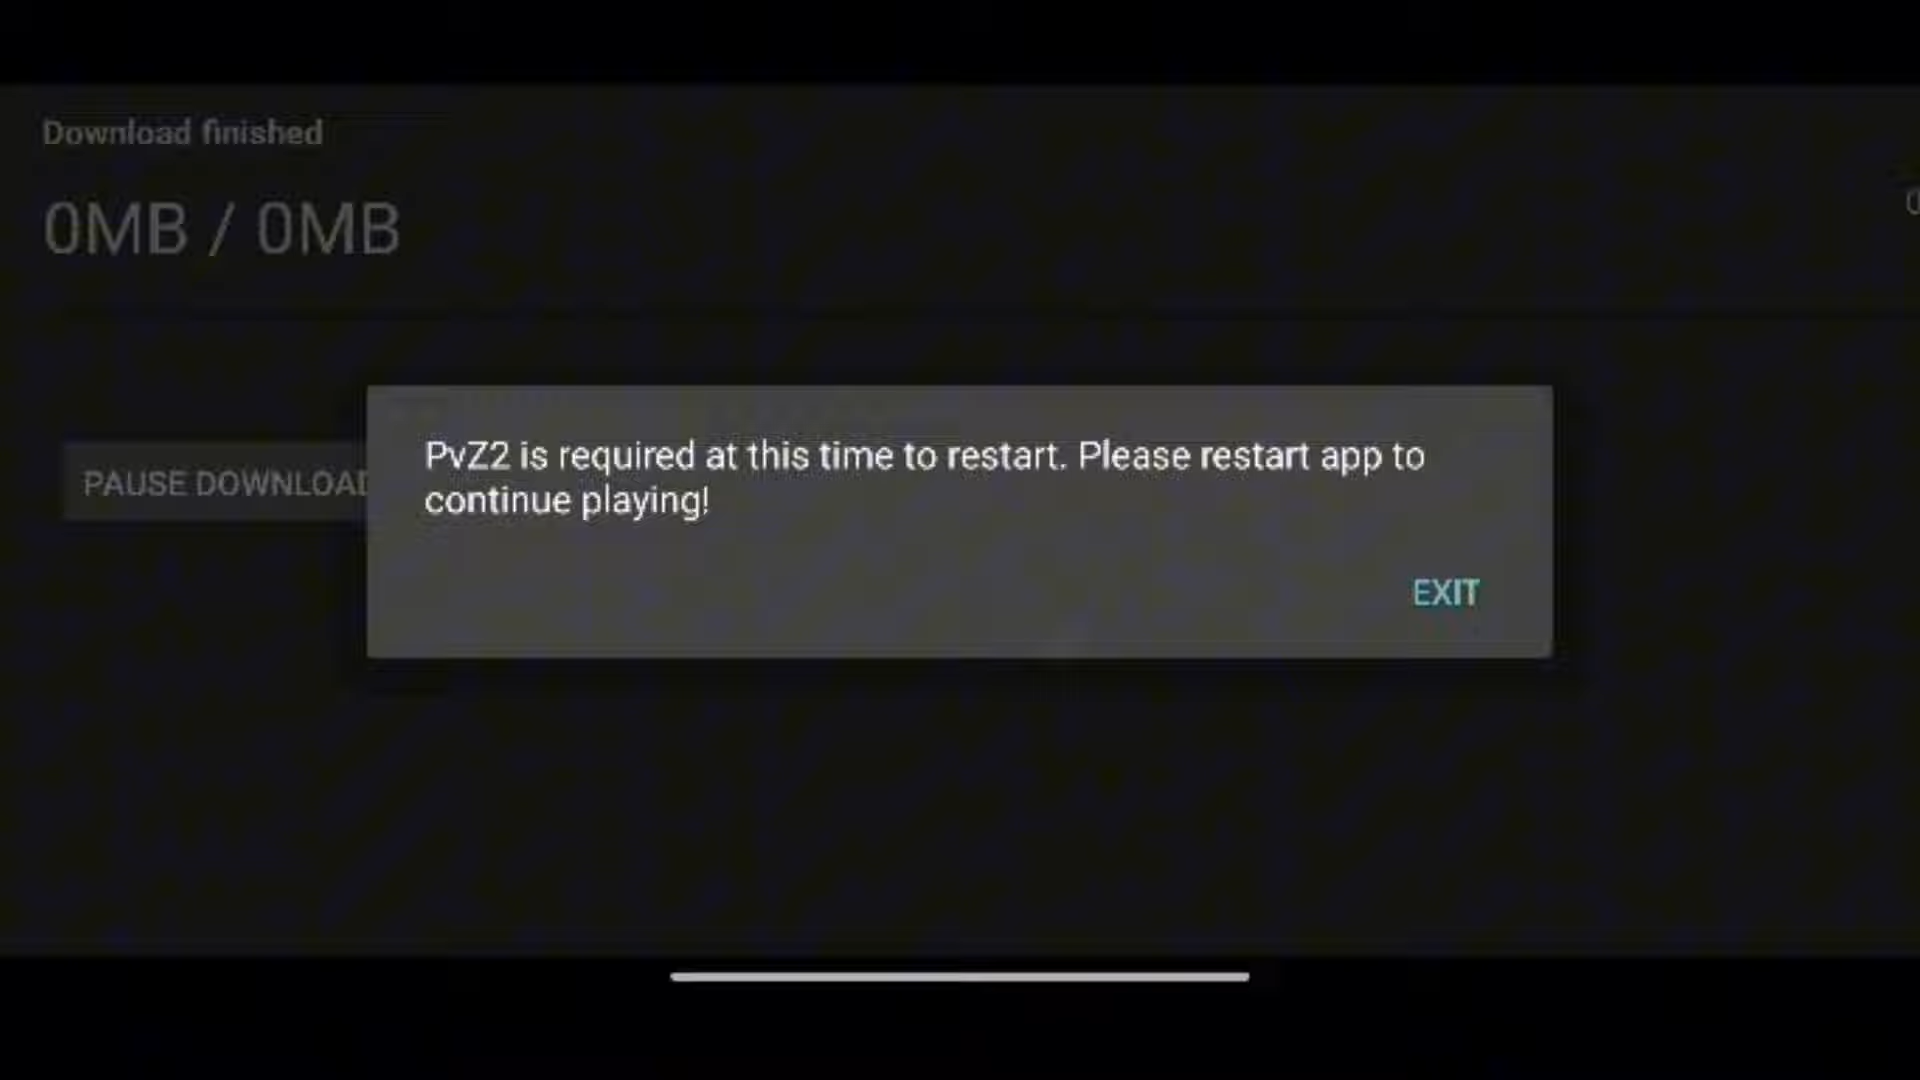 Download finished
0MB / 0MB
0
PAUSE DOWNLOAD
PvZ2 is required at this time to restart. Please restart app to
continue playing!
EXIT